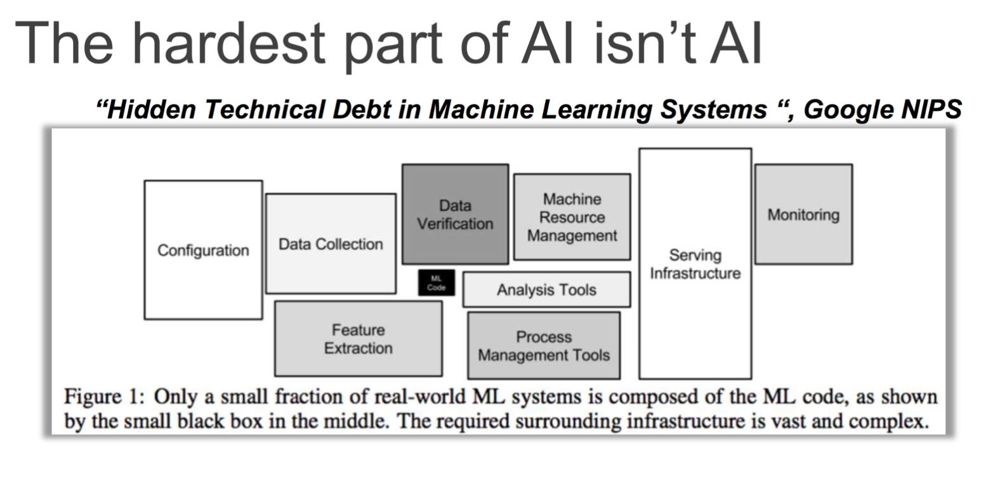 The hardest part of AI isn’t AI
“Hidden Technical Debt in Machine Learning Systems “, Google NIPS
Configuration
Data Collection
Data
Verification
Machine
Resource
Management
Serving
Infrastructure
Monitoring
ML
Code
Analysis Tools
Feature
Extraction
Process
Management Tools
Figure 1: Only a small fraction of real-world ML systems is composed of the ML code, as shown
by the small black box in the middle. The required surrounding infrastructure is vast and complex.